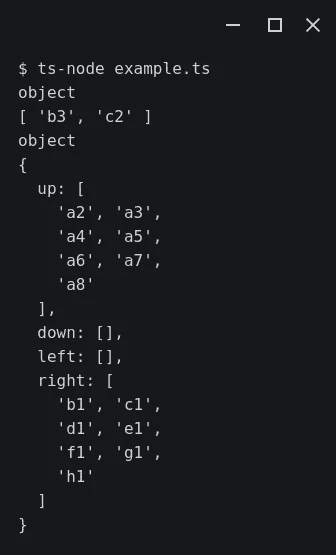 $ ts-node example.ts
object
[ 'b3', 'c2' ]
object
{
  up: [
    'a2', 'a3',
    'a4', 'a5',
    'a6', 'a7',
    'a8'
  ],
  down: [],
  left: [],
  right: [
    'b1', 'c1',
    'd1', 'e1',
    'f1', 'g1',
    'h1'
  ]
}